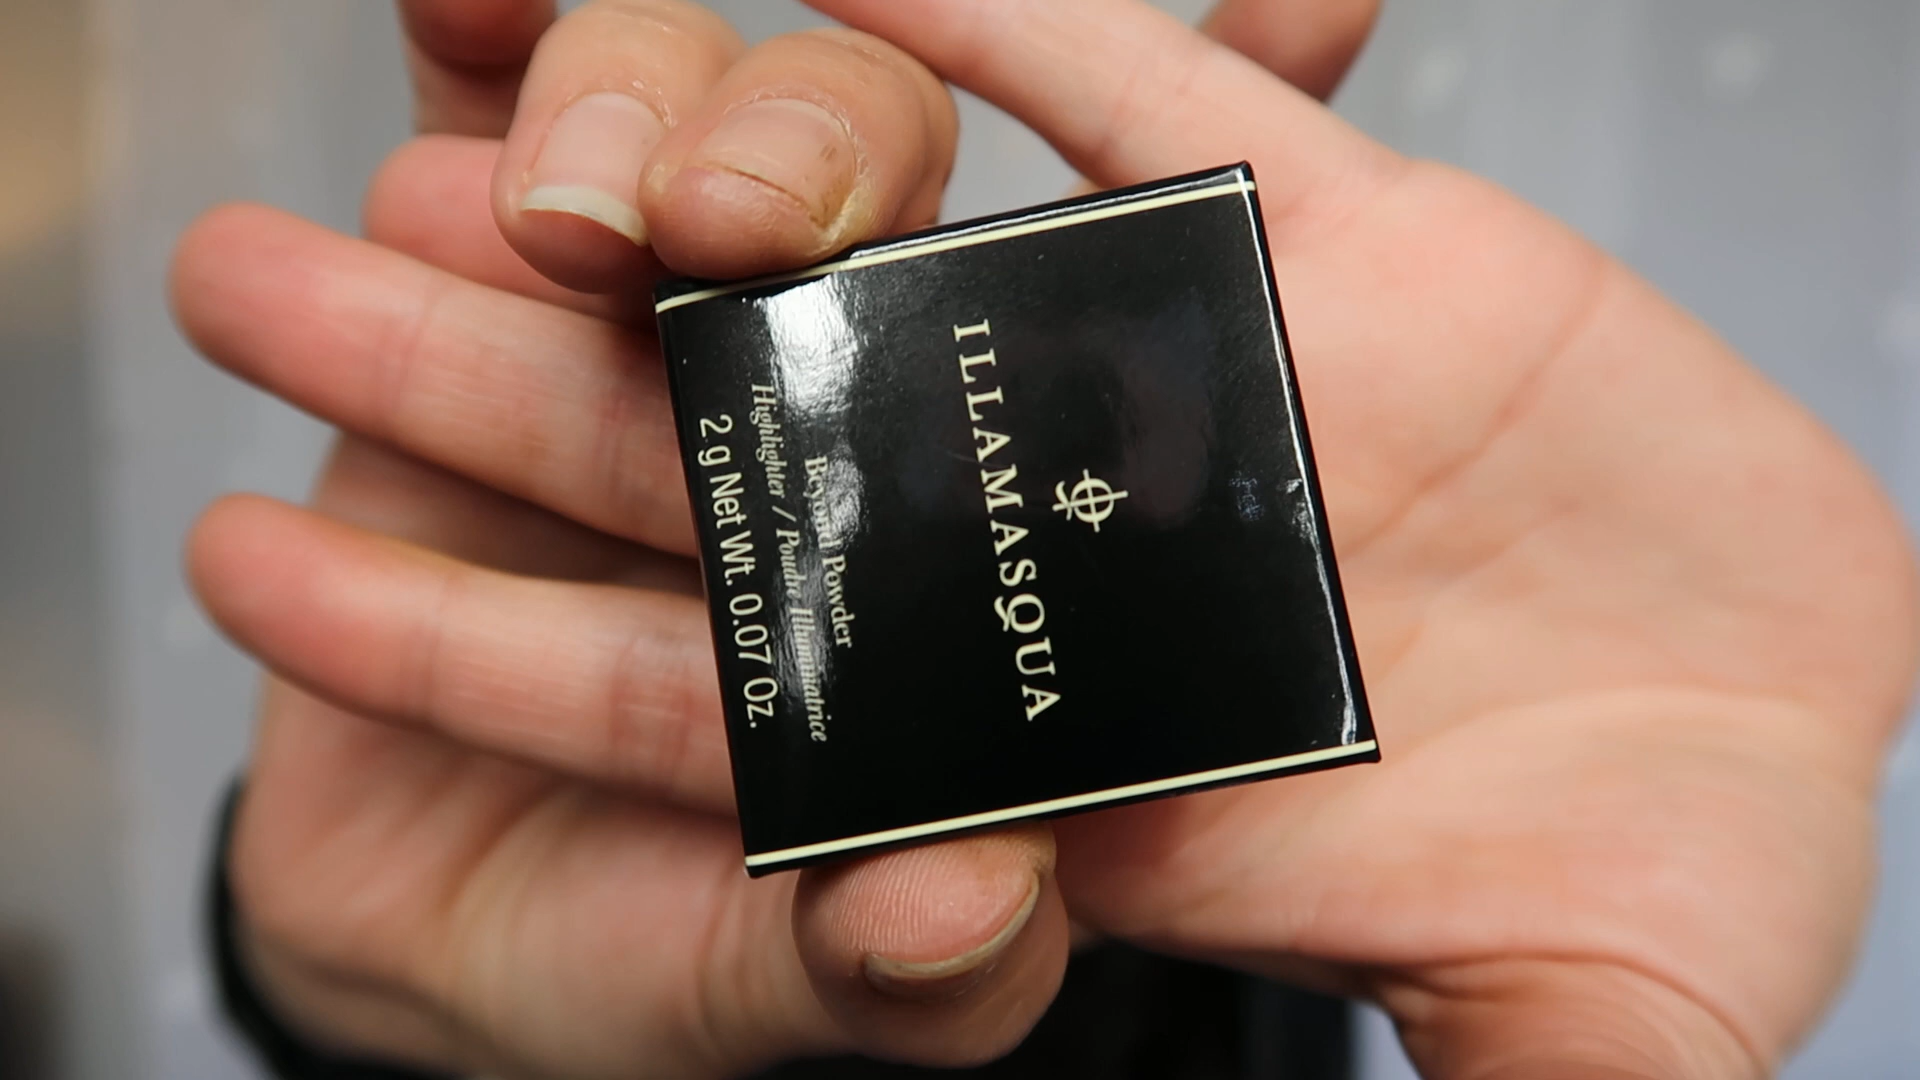 ILLAMASQUA
Beyond Powder
Highlighter / Poudre Illuminatrice
2 g Net Wt. 0.07 Oz.